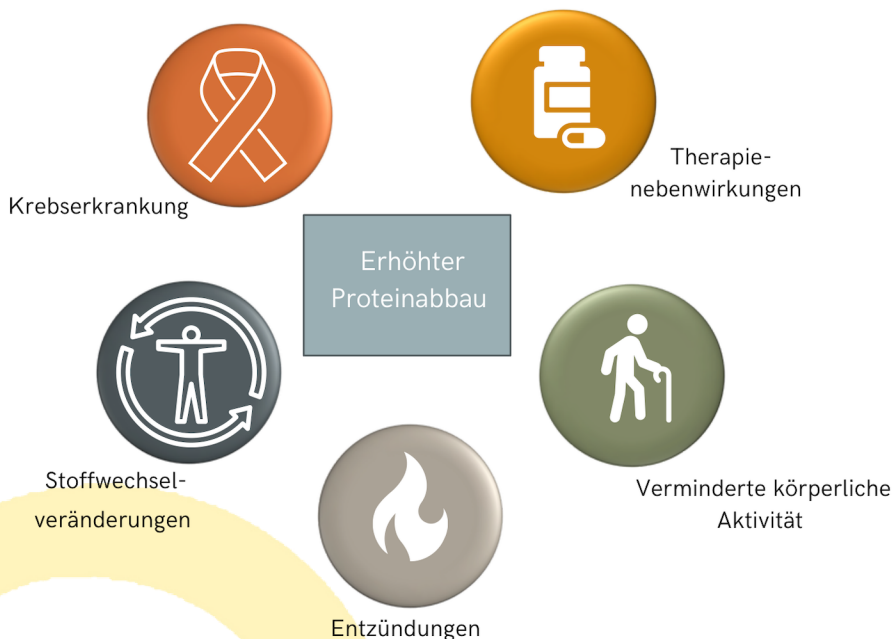 Krebserkrankung
Therapie-
nebenwirkungen
Erhöhter
Proteinabbau
Stoffwechsel-
veränderungen
Verminderte körperliche
Aktivität
Entzündungen